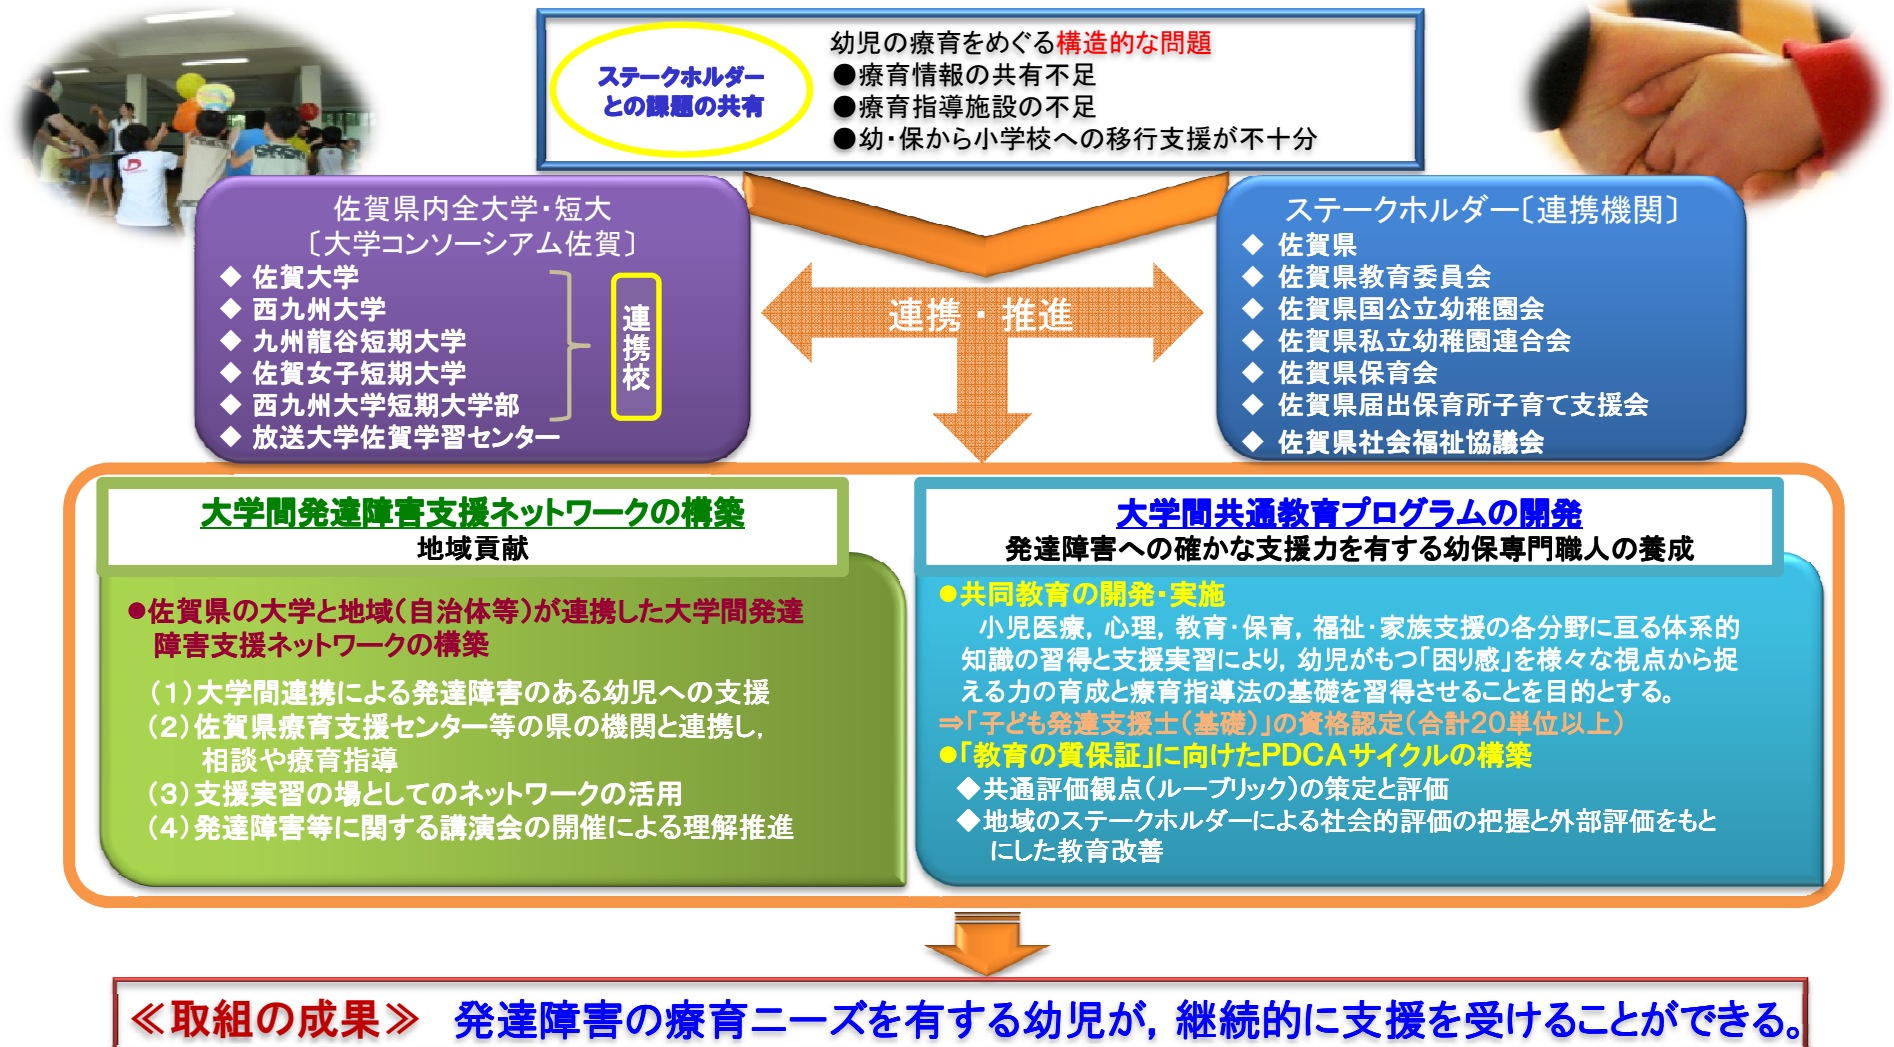 ステークホルダー
との課題の共有
幼児の療育をめぐる構造的な問題
●療育情報の共有不足
●療育指導施設の不足
●幼・保から小学校への移行支援が不十分
佐賀県内全大学・短大
〔大学コンソーシアム佐賀〕
◆ 佐賀大学
◆ 西九州大学
◆ 九州龍谷短期大学
◆ 佐賀女子短期大学
◆ 西九州大学短期大学部
◆ 放送大学佐賀学習センター
連携校
連携・推進
ステークホルダー〔連携機関〕
◆ 佐賀県
◆ 佐賀県教育委員会
◆ 佐賀県国公立幼稚園会
◆ 佐賀県私立幼稚園連合会
◆ 佐賀県保育会
◆ 佐賀県届出保育所子育て支援会
◆ 佐賀県社会福祉協議会
大学間発達障害支援ネットワークの構築
地域貢献
●佐賀県の大学と地域（自治体等）が連携した大学間発達
障害支援ネットワークの構築
（１）大学間連携による発達障害のある幼児への支援
（２）佐賀県療育支援センター等の県の機関と連携し，
相談や療育指導
（３）支援実習の場としてのネットワークの活用
（４）発達障害等に関する講演会の開催による理解推進
大学間共通教育プログラムの開発
発達障害への確かな支援力を有する幼保専門職人の養成
●共同教育の開発・実施
小児医療，心理，教育・保育，福祉・家族支援の各分野に亘る体系的
知識の習得と支援実習により，幼児がもつ「困り感」を様々な視点から捉
える力の育成と療育指導法の基礎を習得させることを目的とする。
⇒「子ども発達支援士（基礎）」の資格認定（合計２０単位以上）
●「教育の質保証」に向けたＰＤＣＡサイクルの構築
◆共通評価観点（ルーブリック）の策定と評価
◆地域のステークホルダーによる社会的評価の把握と外部評価をもと
にした教育改善
≪取組の成果≫ 発達障害の療育ニーズを有する幼児が，継続的に支援を受けることができる。